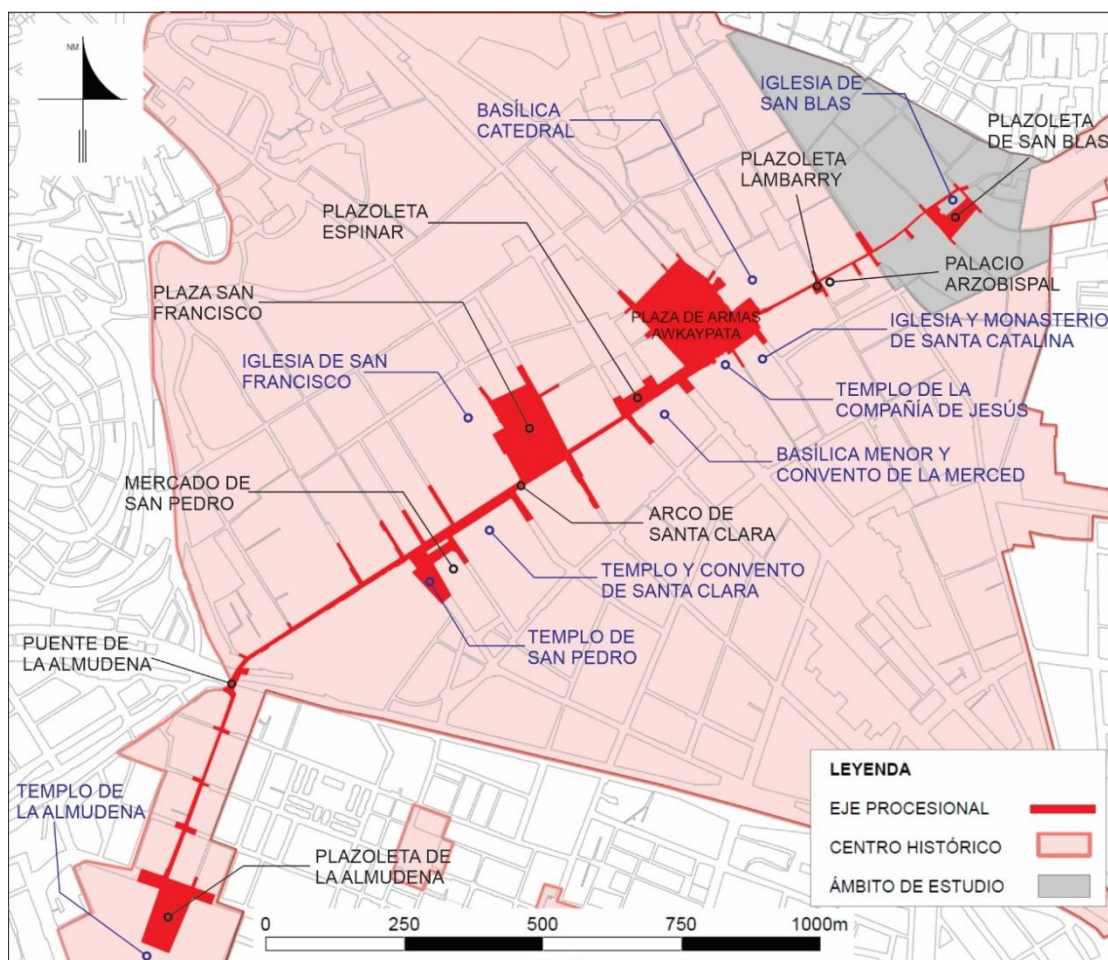 NM
IGLESIA DE
SAN BLAS
BASÍLICA
CATEDRAL
PLAZOLETA
DE SAN BLAS
PLAZOLETA
LAMBARRY
PLAZOLETA
ESPINAR
PALACIO
ARZOBISPAL
PLAZA SAN
FRANCISCO
PLAZA DE ARMAS
AWKAYPATA
IGLESIA Y MONASTERIO
DE SANTA CATALINA
IGLESIA DE SAN
FRANCISCO
TEMPLO DE LA
COMPAÑÍA DE JESÚS
BASÍLICA MENOR Y
CONVENTO DE LA MERCED
MERCADO DE
SAN PEDRO
ARCO DE
SANTA CLARA
TEMPLO Y CONVENTO
DE SANTA CLARA
PUENTE DE
LA ALMUDENA
TEMPLO DE
SAN PEDRO
TEMPLO DE
LA ALMUDENA
PLAZOLETA DE
LA ALMUDENA
LEYENDA
EJE PROCESIONAL
CENTRO HISTÓRICO
ÁMBITO DE ESTUDIO
0 250 500 750 1000m